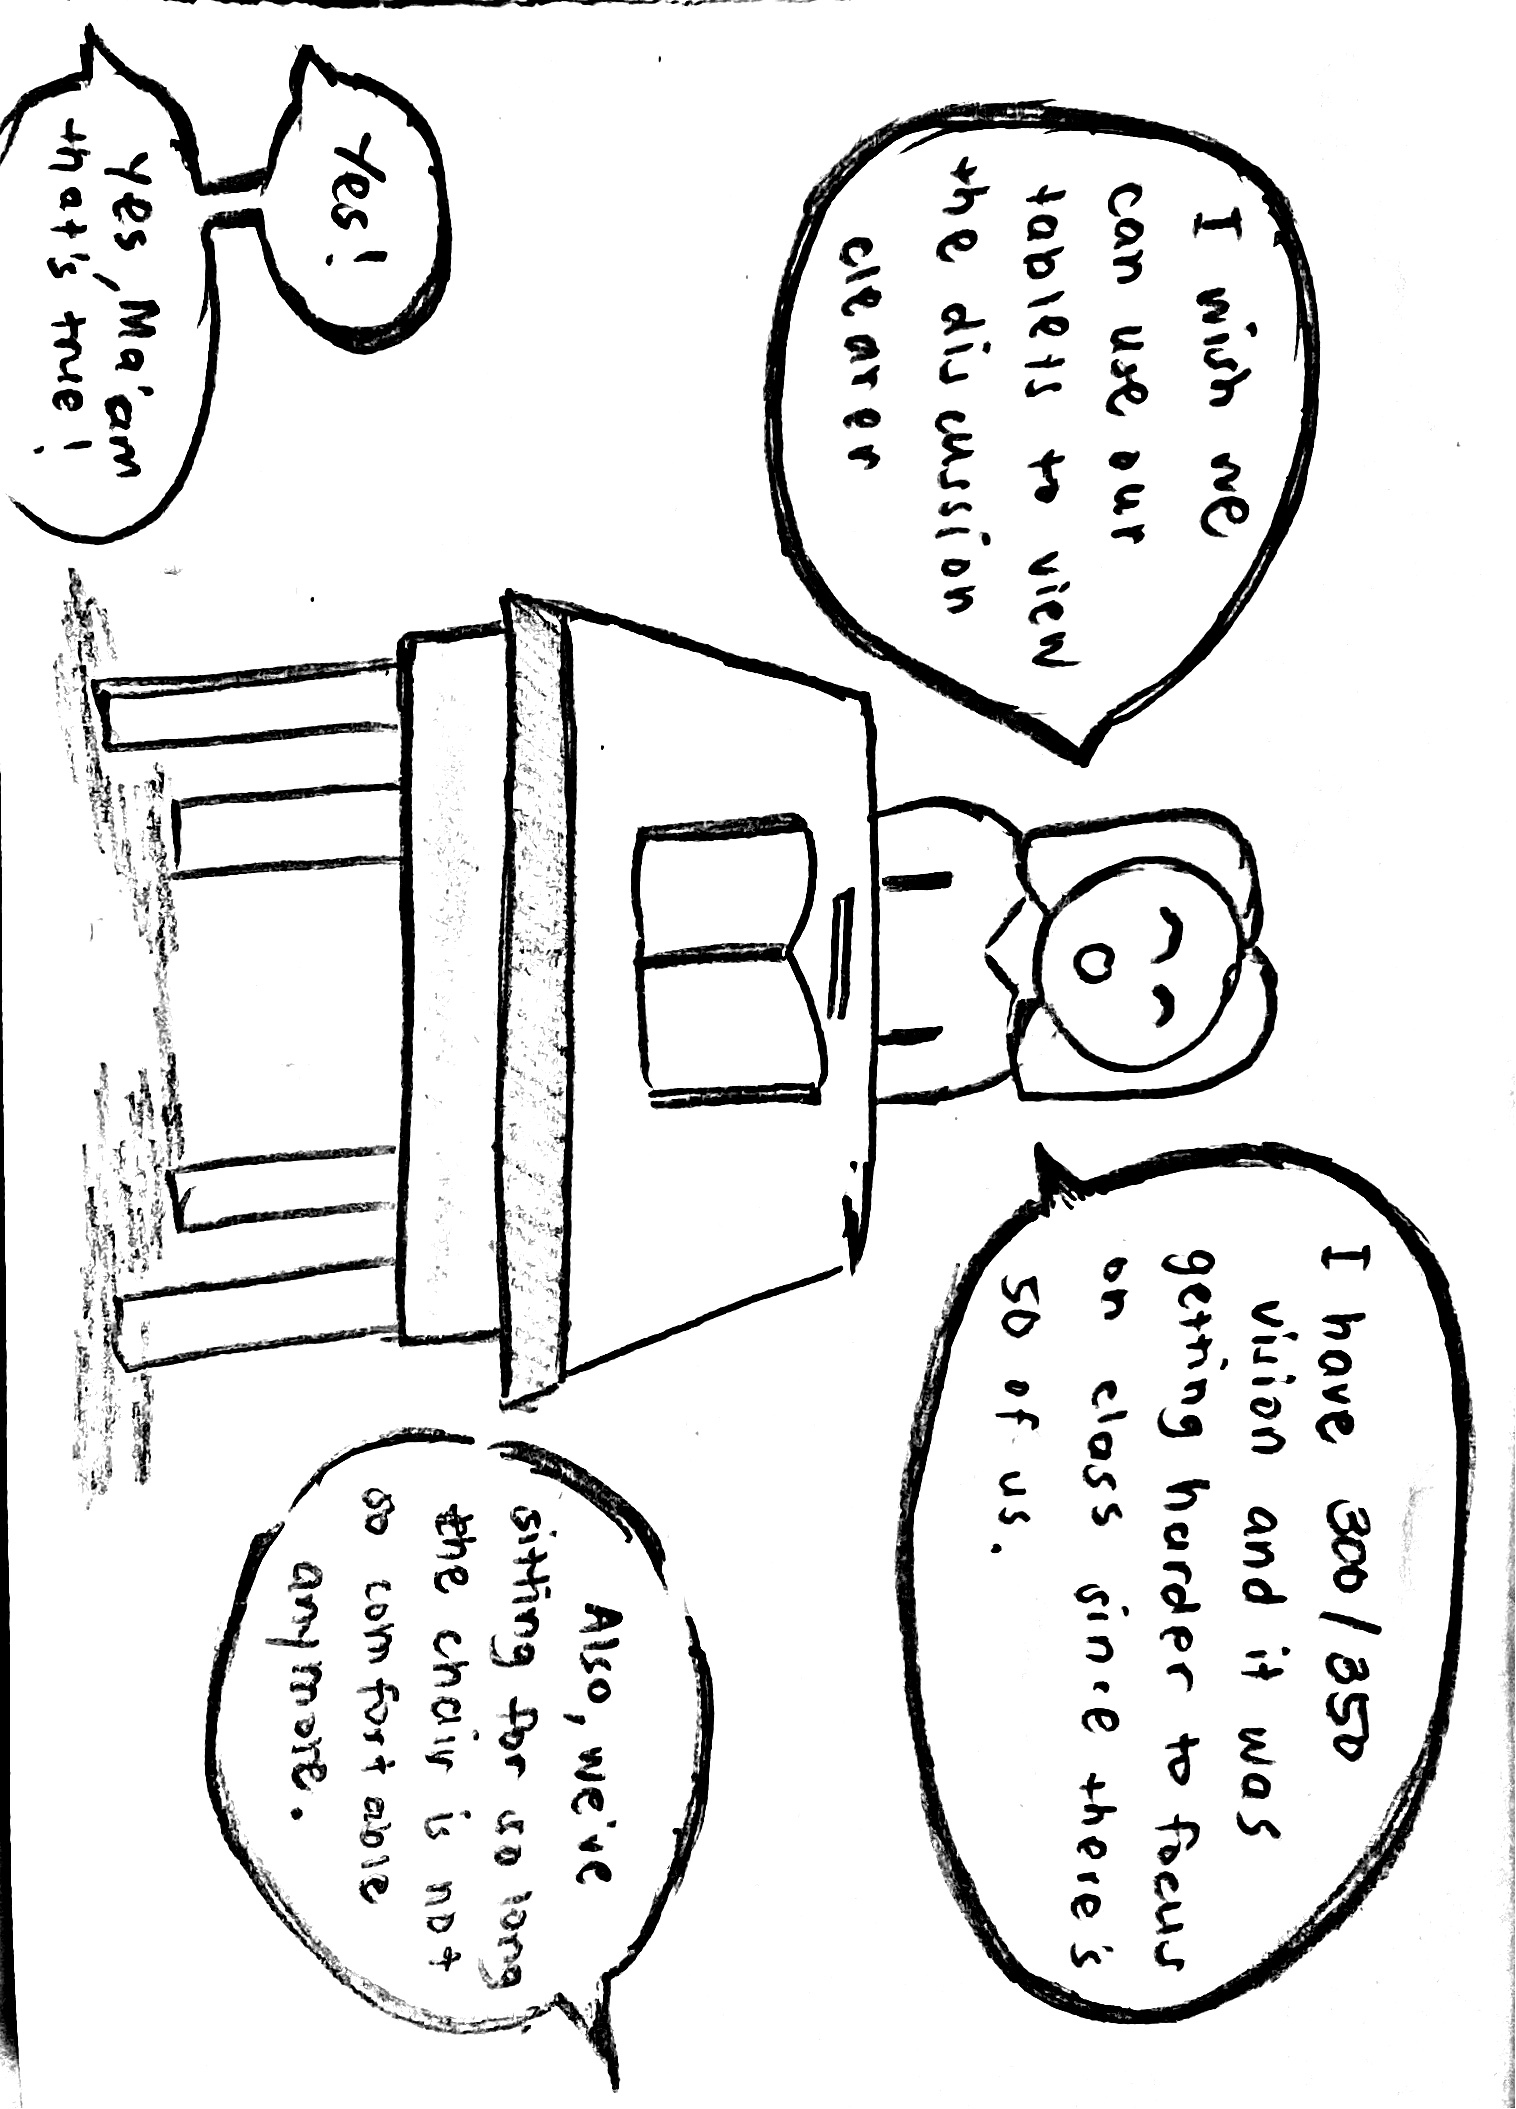 I have 300/350
vision and it was
getting harder to focus
on class since there's
50 of us.
I wish we
can use our
tablets to view
the discussion
clearer
Also, we've
sitting for so long
the chair is not
so comfortable
anymore.
Yes!
Yes, Ma'am
that's true!